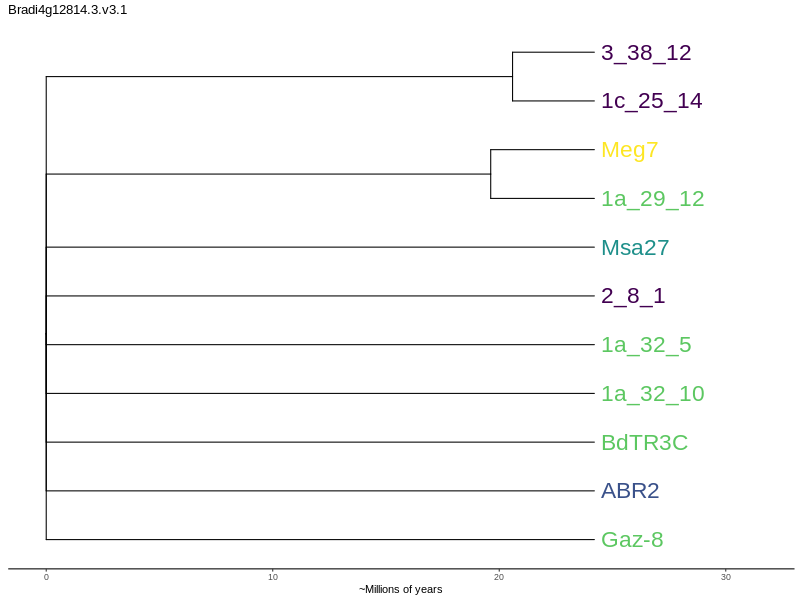 Bradi4g12814.3.v3.1
3_38_12
1c_25_14
Meg7
1a_29_12
Msa27
2_8_1
1a_32_5
1a_32_10
BdTR3C
ABR2
Gaz-8
0 10 20 30
~Millions of years